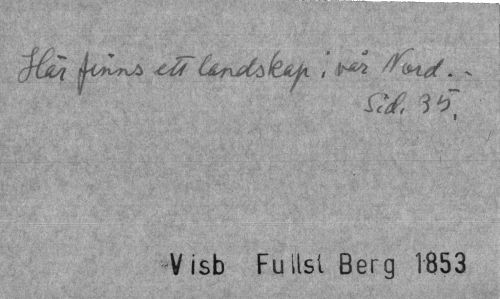 Här finns ett landskap i vår Nord. -
Sid. 35.
Visb Fullst Berg 1853